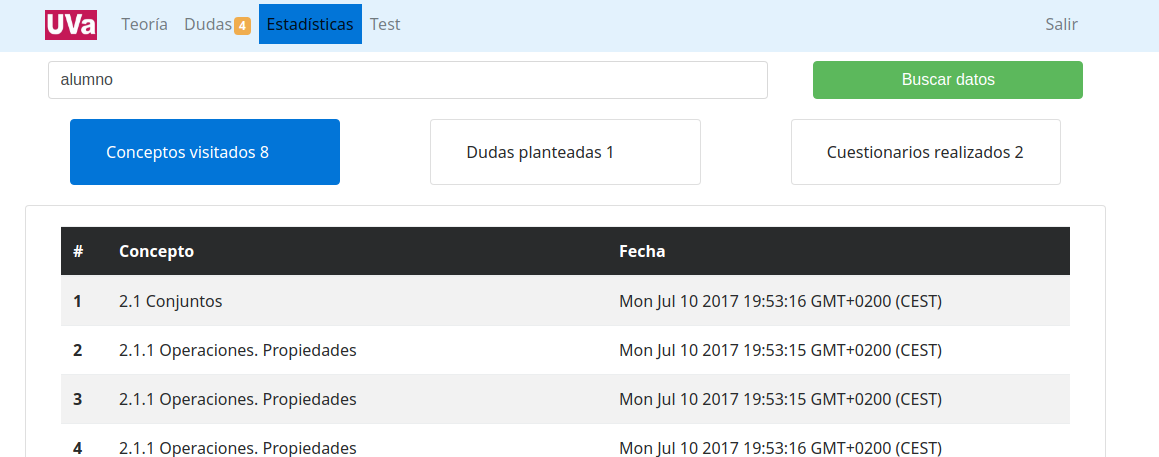 UVa Teoría Dudas 4 Estadísticas Test Salir
alumno Buscar datos
Conceptos visitados 8 Dudas planteadas 1 Cuestionarios realizados 2
# Concepto Fecha
1 2.1 Conjuntos Mon Jul 10 2017 19:53:16 GMT+0200 (CEST)
2 2.1.1 Operaciones. Propiedades Mon Jul 10 2017 19:53:15 GMT+0200 (CEST)
3 2.1.1 Operaciones. Propiedades Mon Jul 10 2017 19:53:15 GMT+0200 (CEST)
4 2.1.1 Operaciones. Propiedades Mon Jul 10 2017 19:53:16 GMT+0200 (CEST)